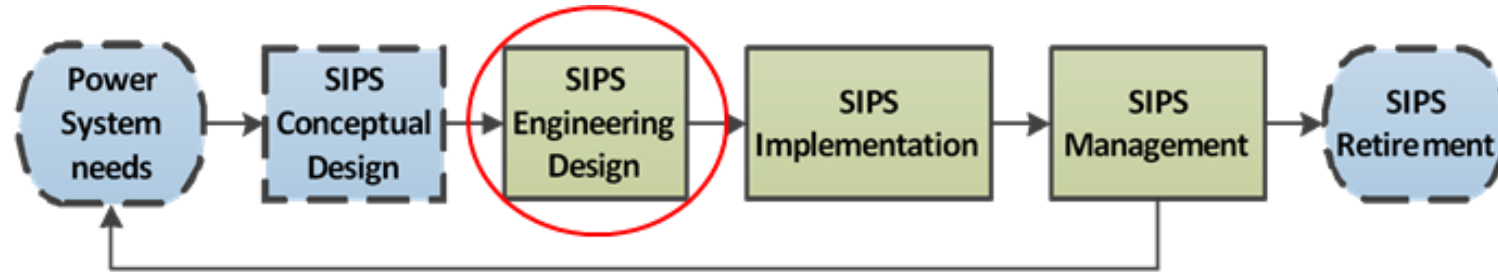 Power
System
needs
SIPS
Conceptual
Design
SIPS
Engineering
Design
SIPS
Implementation
SIPS
Management
SIPS
Retirement